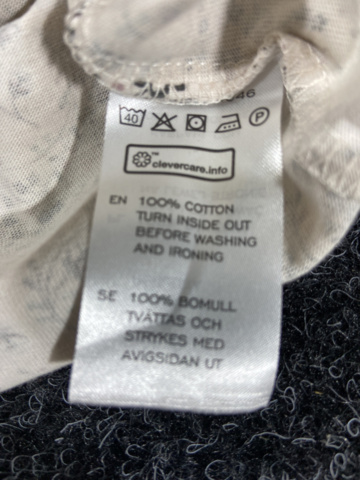 40 P
clevercare.info
EN 100% COTTON
TURN INSIDE OUT
BEFORE WASHING
AND IRONING
SE 100% BOMULL
TVÄTTAS OCH
STRYKES MED
AVIGSIDAN UT